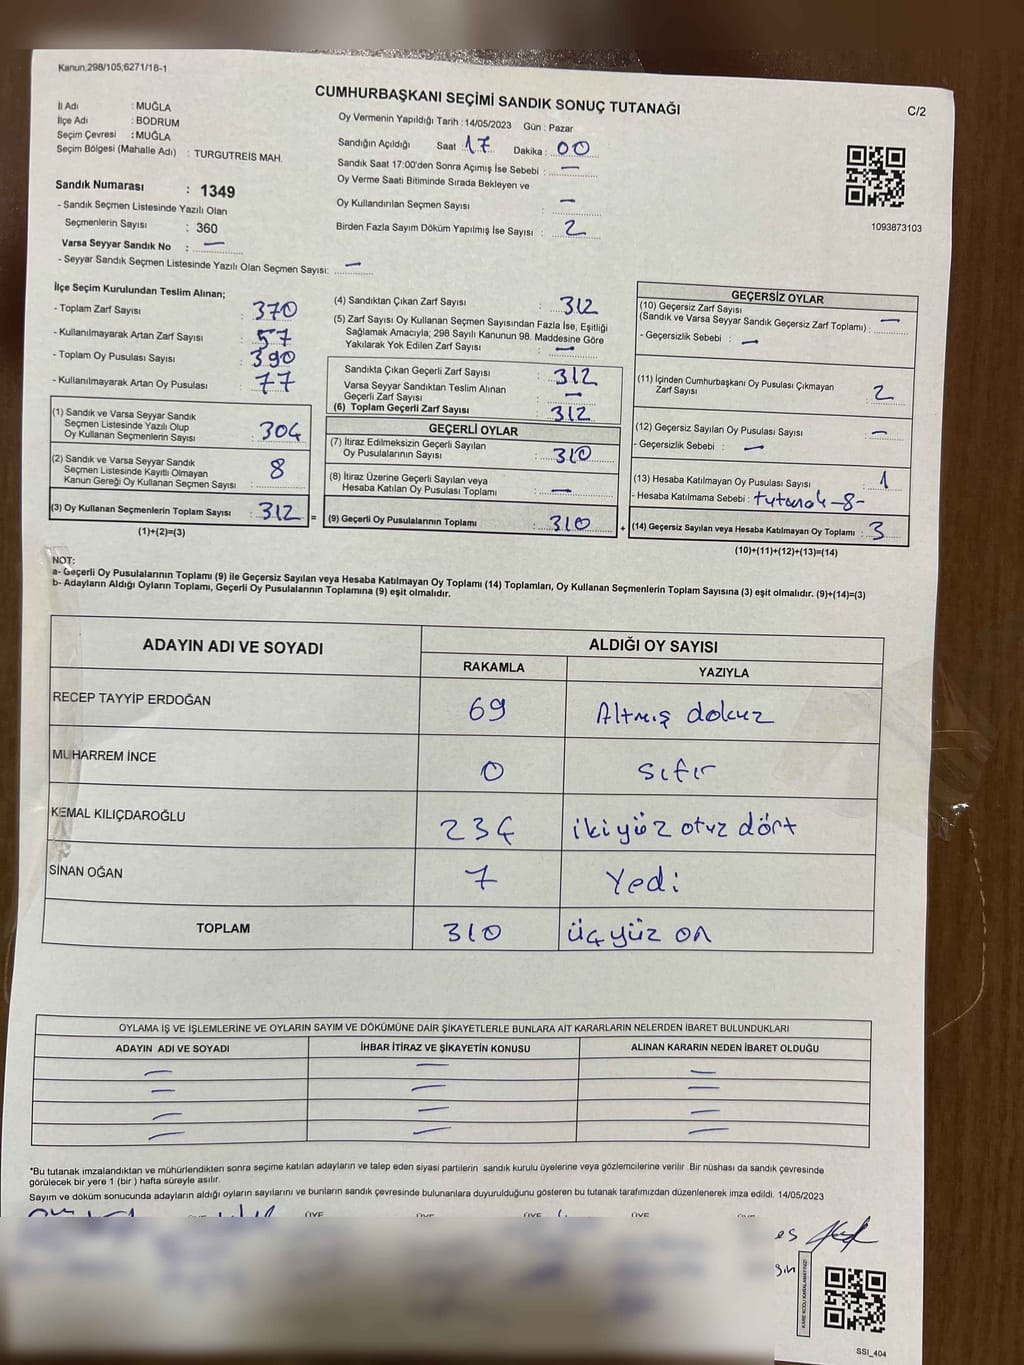 Kanun,298/105;6271/18-1
CUMHURBAŞKANI SEÇİMİ SANDIK SONUÇ TUTANAĞI
C/2
İl Adı : MUĞLA
İlçe Adı : BODRUM
Seçim Çevresi : MUĞLA
Seçim Bölgesi (Mahalle Adı) : TURGUTREİS MAH.
Sandık Numarası : 1349
- Sandık Seçmen Listesinde Yazılı Olan
Seçmenlerin Sayısı : 360
Varsa Seyyar Sandık No : —
- Seyyar Sandık Seçmen Listesinde Yazılı Olan Seçmen Sayısı: —
Oy Vermenin Yapıldığı Tarih : 14/05/2023 Gün : Pazar
Sandığın Açıldığı Saat : 17 Dakika : 00
Sandık Saat 17:00'den Sonra Açımış İse Sebebi : —
Oy Verme Saati Bitiminde Sırada Bekleyen ve
Oy Kullandırılan Seçmen Sayısı : —
Birden Fazla Sayım Döküm Yapılmış İse Sayısı : 2
1093873103
İlçe Seçim Kurulundan Teslim Alınan;
- Toplam Zarf Sayısı : 370
- Kullanılmayarak Artan Zarf Sayısı : 57
- Toplam Oy Pusulası Sayısı : 390
- Kullanılmayarak Artan Oy Pusulası : 77
(1) Sandık ve Varsa Seyyar Sandık
Seçmen Listesinde Yazılı Olup
Oy Kullanan Seçmenlerin Sayısı : 304
(2) Sandık ve Varsa Seyyar Sandık
Seçmen Listesinde Kayıtlı Olmayan
Kanun Gereği Oy Kullanan Seçmen Sayısı : 8
(3) Oy Kullanan Seçmenlerin Toplam Sayısı : 312 =
(1)+(2)=(3)
(4) Sandıktan Çıkan Zarf Sayısı : 312
(5) Zarf Sayısı Oy Kullanan Seçmen Sayısından Fazla İse, Eşitliği
Sağlamak Amacıyla; 298 Sayılı Kanunun 98. Maddesine Göre
Yakılarak Yok Edilen Zarf Sayısı : —
Sandıkta Çıkan Geçerli Zarf Sayısı : 312
Varsa Seyyar Sandıktan Teslim Alınan
Geçerli Zarf Sayısı : —
(6) Toplam Geçerli Zarf Sayısı : 312
GEÇERLİ OYLAR
(7) İtiraz Edilmeksizin Geçerli Sayılan
Oy Pusulalarının Sayısı : 310
(8) İtiraz Üzerine Geçerli Sayılan veya
Hesaba Katılan Oy Pusulası Toplamı : —
(9) Geçerli Oy Pusulalarının Toplamı : 310 +
GEÇERSİZ OYLAR
(10) Geçersiz Zarf Sayısı
(Sandık ve Varsa Seyyar Sandık Geçersiz Zarf Toplamı) : —
- Geçersizlik Sebebi : —
(11) İçinden Cumhurbaşkanı Oy Pusulası Çıkmayan
Zarf Sayısı : 2
(12) Geçersiz Sayılan Oy Pusulası Sayısı : —
- Geçersizlik Sebebi : —
(13) Hesaba Katılmayan Oy Pusulası Sayısı : 1
- Hesaba Katılmama Sebebi : tutanak -8-
(14) Geçersiz Sayılan veya Hesaba Katılmayan Oy Toplamı : 3
(10)+(11)+(12)+(13)=(14)
NOT:
a- Geçerli Oy Pusulalarının Toplamı (9) ile Geçersiz Sayılan veya Hesaba Katılmayan Oy Toplamı (14) Toplamları, Oy Kullanan Seçmenlerin Toplam Sayısına (3) eşit olmalıdır. (9)+(14)=(3)
b- Adayların Aldığı Oyların Toplamı, Geçerli Oy Pusulalarının Toplamına (9) eşit olmalıdır.
ADAYIN ADI VE SOYADI ALDIĞI OY SAYISI
RAKAMLA YAZIYLA
RECEP TAYYİP ERDOĞAN 69 Altmış dokuz
MUHARREM İNCE 0 sıfır
KEMAL KILIÇDAROĞLU 234 ikiyüz otuz dört
SİNAN OĞAN 7 Yedi
TOPLAM 310 üçyüz on
OYLAMA İŞ VE İŞLEMLERİNE VE OYLARIN SAYIM VE DÖKÜMÜNE DAİR ŞİKAYETLERLE BUNLARA AİT KARARLARIN NELERDEN İBARET BULUNDUKLARI
ADAYIN ADI VE SOYADI İHBAR İTİRAZ VE ŞİKAYETİN KONUSU ALINAN KARARIN NEDEN İBARET OLDUĞU
— — —
— — —
— — —
— — —
*Bu tutanak imzalandıktan ve mühürlendikten sonra seçime katılan adayların ve talep eden siyasi partilerin sandık kurulu üyelerine veya gözlemcilerine verilir .Bir nüshası da sandık çevresinde
görülecek bir yere 1 (bir ) hafta süreyle asılır.
Sayım ve döküm sonucunda adayların aldığı oyların sayılarını ve bunların sandık çevresinde bulunanlara duyurulduğunu gösteren bu tutanak tarafımızdan düzenlenerek imza edildi. 14/05/2023
ÜYE ÜYE ÜYE ÜYE
KARE KODU KARALAMAYINIZ!
SSI_404